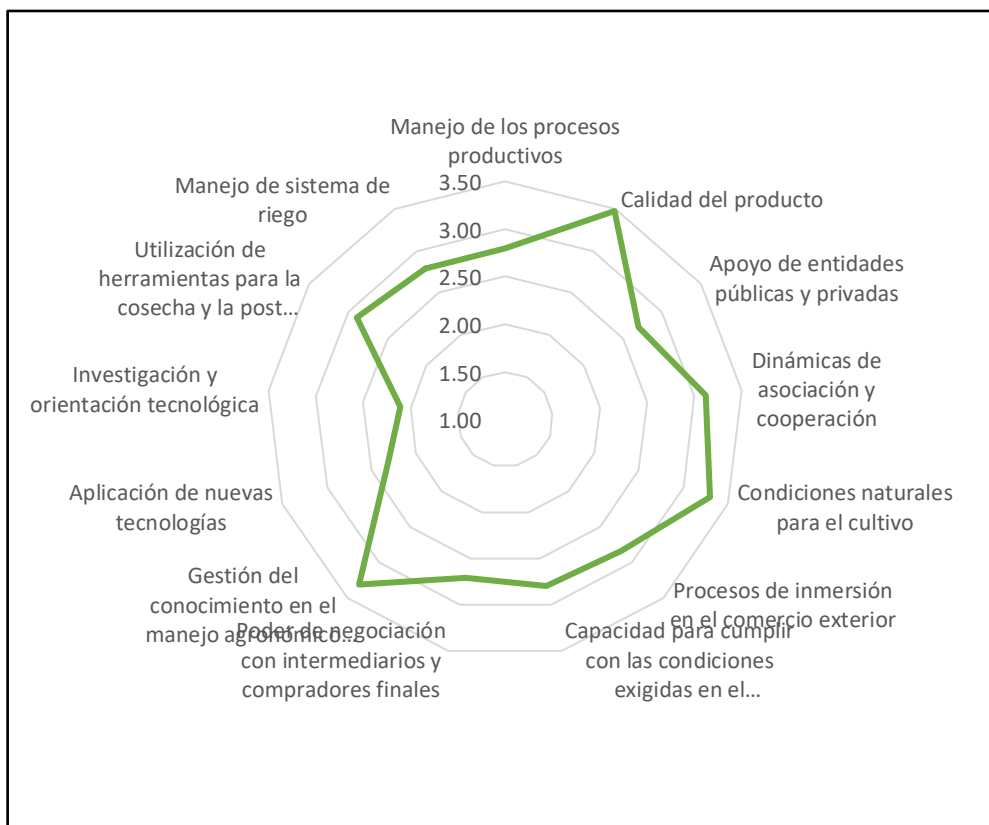 Manejo de los procesos
productivos
Calidad del producto
Apoyo de entidades
públicas y privadas
Dinámicas de
asociación y
cooperación
Condiciones naturales
para el cultivo
Procesos de inmersión
en el comercio exterior
Capacidad para cumplir
con las condiciones
exigidas en el…
Poder de negociación
con intermediarios y
compradores finales
Gestión del
conocimiento en el
manejo agronómico…
Aplicación de nuevas
tecnologías
Investigación y
orientación tecnológica
Utilización de
herramientas para la
cosecha y la post…
Manejo de sistema de
riego
3.50
3.00
2.50
2.00
1.50
1.00